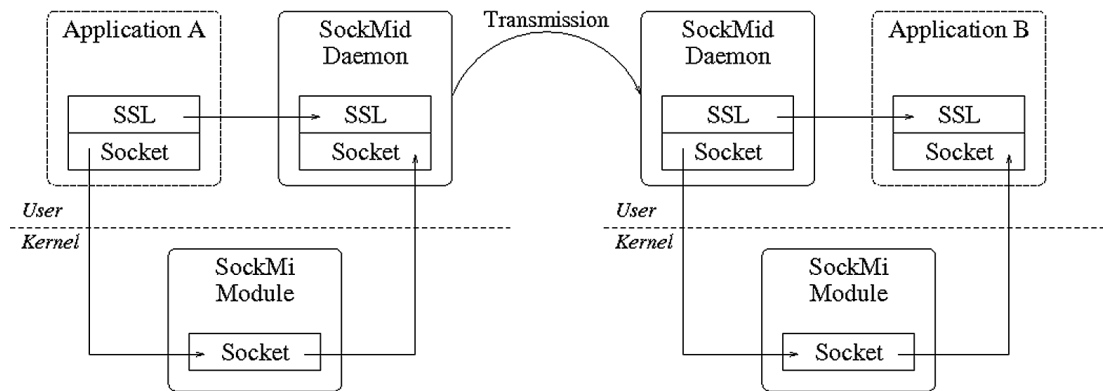 Application A
SockMid
Daemon
SSL
Socket
SSL
Socket
User
Kernel
SockMi
Module
Socket
Transmission
SockMid
Daemon
Application B
SSL
Socket
SSL
Socket
User
Kernel
SockMi
Module
Socket